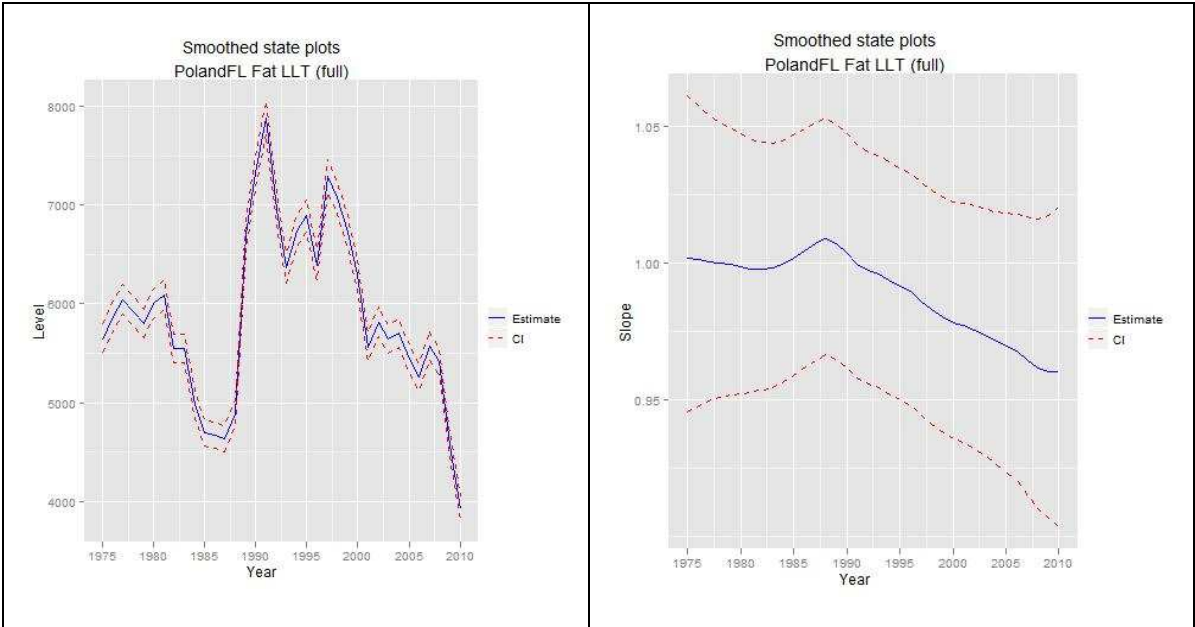 Smoothed state plots
PolandFL Fat LLT (full)
8000
7000
6000
5000
4000
Level
1975
1980
1985
1990
1995
2000
2005
2010
Year
Estimate
CI
Smoothed state plots
PolandFL Fat LLT (full)
1.05
1.00
0.95
Slope
1975
1980
1985
1990
1995
2000
2005
2010
Year
Estimate
CI